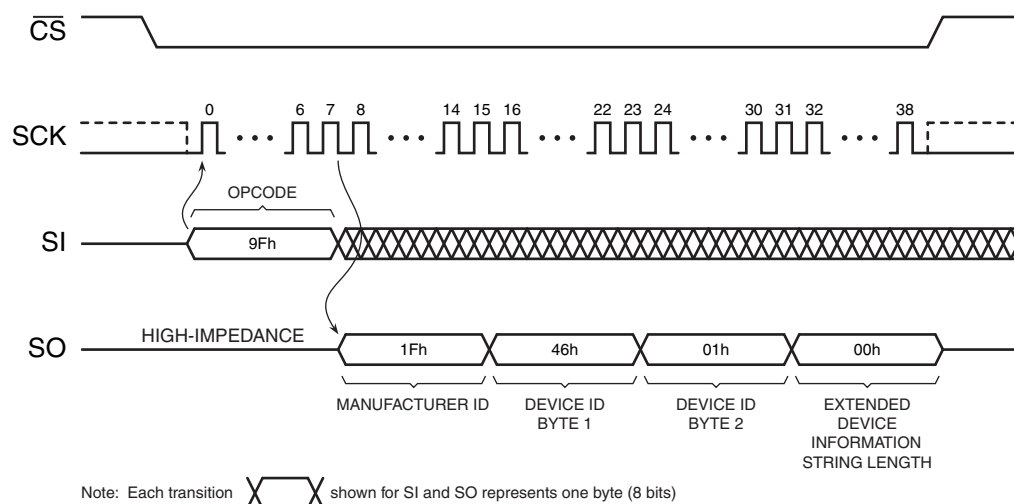 CS
SCK
0 6 7 8 14 15 16 22 23 24 30 31 32 38
OPCODE
SI
9Fh
SO
HIGH-IMPEDANCE
1Fh 46h 01h 00h
MANUFACTURER ID
DEVICE ID
BYTE 1
DEVICE ID
BYTE 2
EXTENDED
DEVICE
INFORMATION
STRING LENGTH
Note: Each transition shown for SI and SO represents one byte (8 bits)